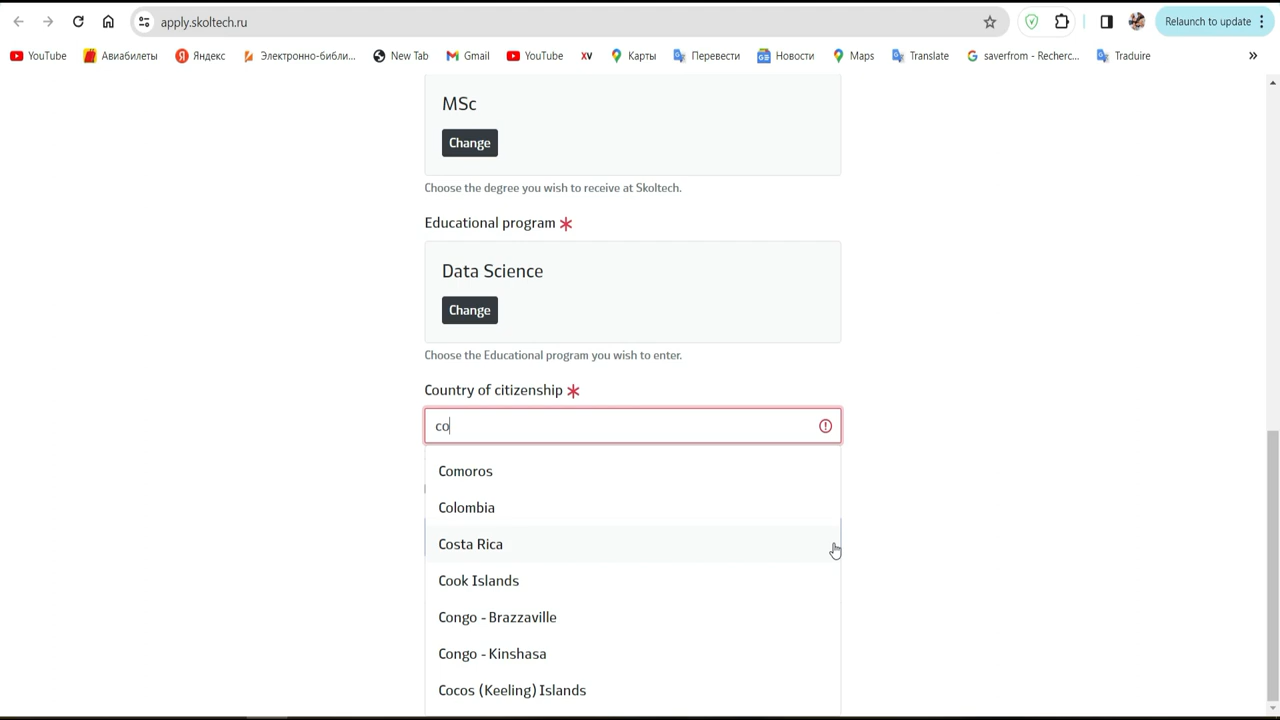 apply.skoltech.ru
Relaunch to update
YouTube Авиабилеты Яндекс Электронно-библи... New Tab Gmail YouTube XV Карты Перевести Новости Maps Translate saverfrom - Recherc... Traduire »
MSc
Change
Choose the degree you wish to receive at Skoltech.
Educational program *
Data Science
Change
Choose the Educational program you wish to enter.
Country of citizenship *
co
Comoros
Colombia
Costa Rica
Cook Islands
Congo - Brazzaville
Congo - Kinshasa
Cocos (Keeling) Islands